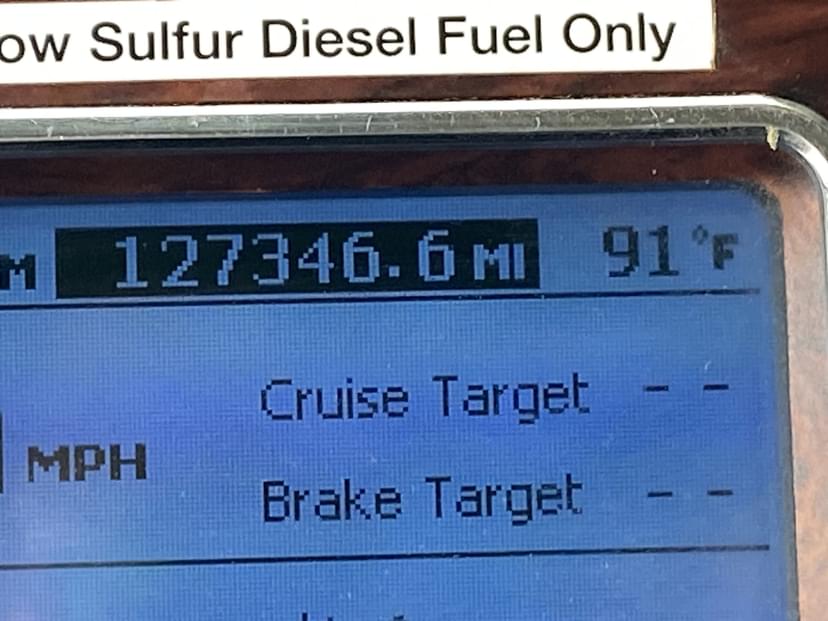 ow Sulfur Diesel Fuel Only
M 127346.6 MI 91°F
Cruise Target - -
MPH
Brake Target - -